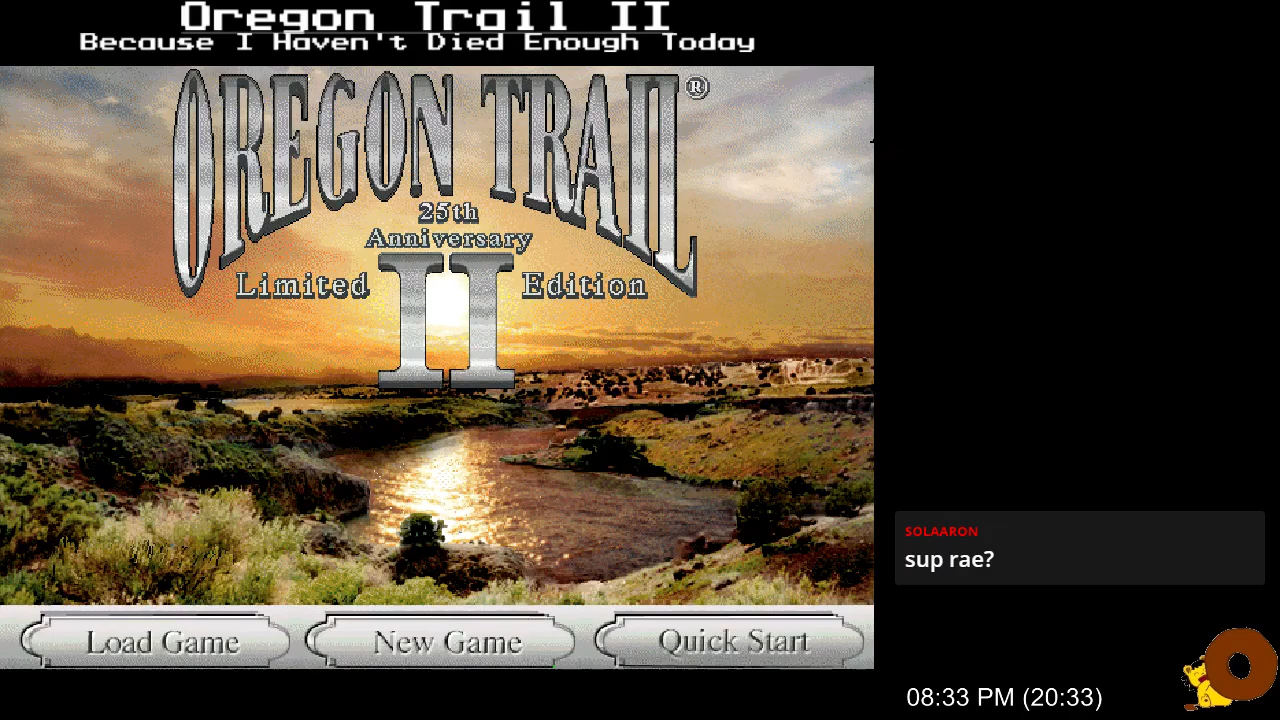 Oregon Trail II
Because I Haven't Died Enough Today
OREGON TRAIL®
25th
Anniversary
Limited II Edition
SOLAARON
sup rae?
Load Game
New Game
Quick Start
08:33 PM (20:33)